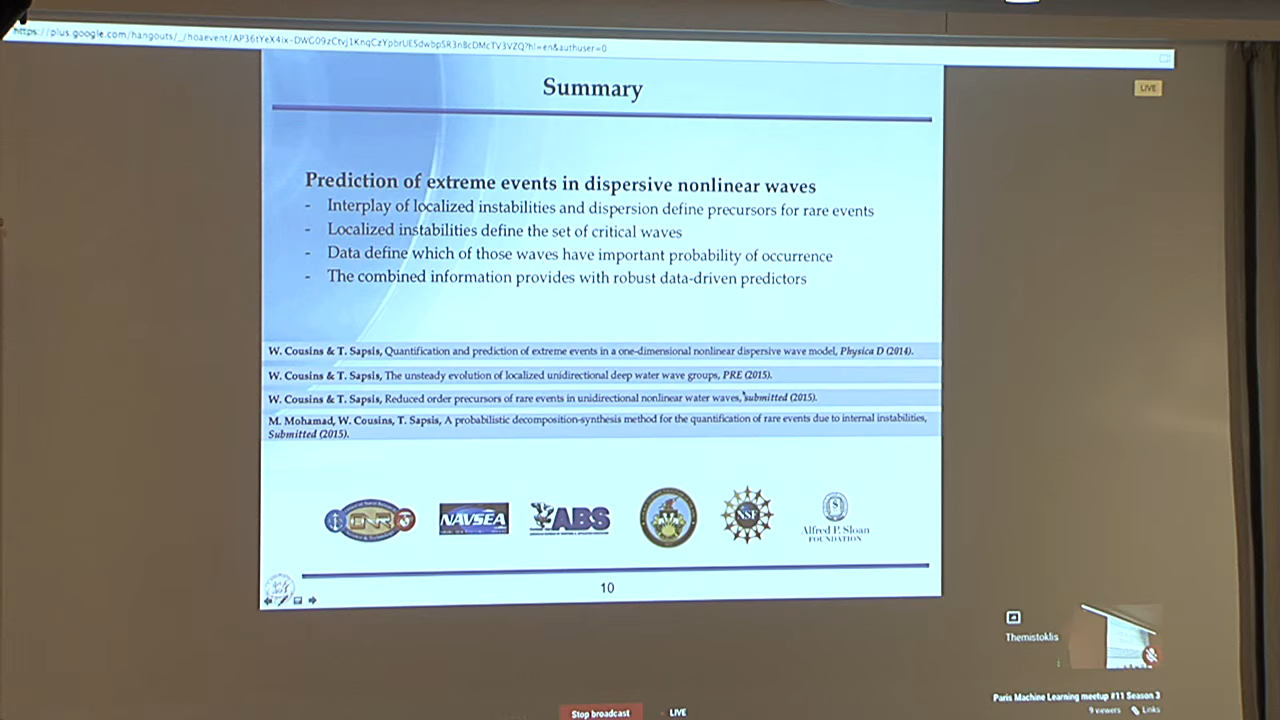 LIVE
Summary
Prediction of extreme events in dispersive nonlinear waves
- Interplay of localized instabilities and dispersion define precursors for rare events
- Localized instabilities define the set of critical waves
- Data define which of those waves have important probability of occurrence
- The combined information provides with robust data-driven predictors
W. Cousins & T. Sapsis, Quantification and prediction of extreme events in a one-dimensional nonlinear dispersive wave model, Physica D (2014).
W. Cousins & T. Sapsis, The unsteady evolution of localized unidirectional deep water wave groups, PRE (2015).
W. Cousins & T. Sapsis, Reduced order precursors of rare events in unidirectional nonlinear water waves, submitted (2015).
M. Mohamad, W. Cousins, T. Sapsis, A probabilistic decomposition-synthesis method for the quantification of rare events due to internal instabilities,
Submitted (2015).
ONR
NAVSEA
ABS
NSF
Alfred P. Sloan
FOUNDATION
10
Themistoklis
Paris Machine Learning meetup #11 Season 3
9 viewers Links
Stop broadcast LIVE